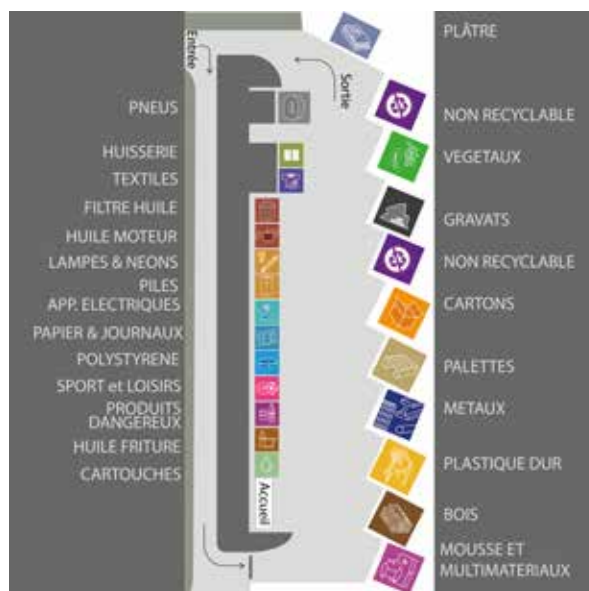 Entrée
Sortie
PNEUS
HUISSERIE
TEXTILES
FILTRE HUILE
HUILE MOTEUR
LAMPES & NEONS
PILES
APP. ELECTRIQUES
PAPIER & JOURNAUX
POLYSTYRENE
SPORT et LOISIRS
PRODUITS
DANGEREUX
HUILE FRITURE
CARTOUCHES
Accueil
PLÂTRE
NON RECYCLABLE
VEGETAUX
GRAVATS
NON RECYCLABLE
CARTONS
PALETTES
METAUX
PLASTIQUE DUR
BOIS
MOUSSE ET
MULTIMATERIAUX